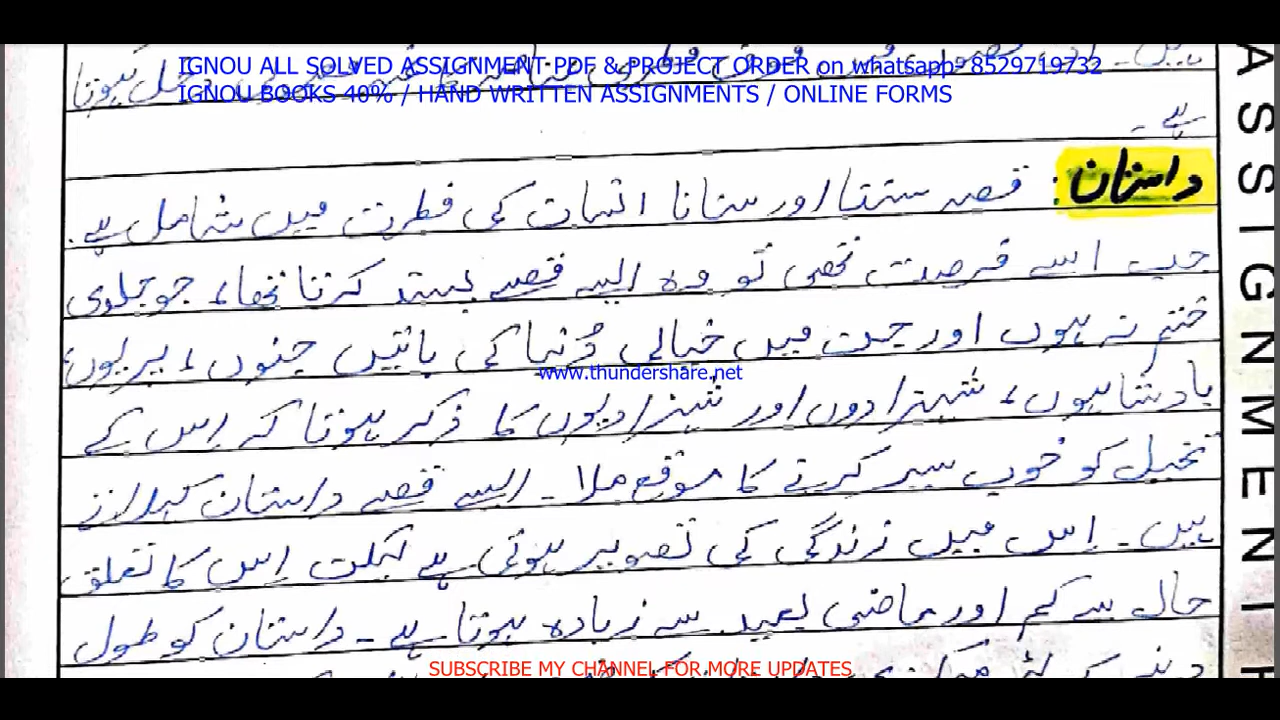 IGNOU ALL SOLVED ASSIGNMENT PDF & PROJECT ORDER on whatsapp- 8529719732
IGNOU BOOKS 40% / HAND WRITTEN ASSIGNMENTS / ONLINE FORMS
ہوتا
ہے۔
داستان: قصہ سننا اور سنانا انسان کی فطرت میں شامل ہے۔
جب اسے فرصت تھی تو وہ ایسے قصے پسند کرتا تھا، جو جلدی
ختم نہ ہوں اور جن میں خیالی دُنیا کی باتیں جنوں، پریوں،
بادشاہوں، شہزادوں اور شہزادیوں کا ذکر ہوتا کہ اِس کے
تخیل کو خوب سیر کرنے کا موقع ملا۔ ایسے قصے داستان کہلاتے
ہیں۔ اِس میں زندگی کی تصویر ہوتی ہے لیکن اِس کا تعلق
حال سے کم اور ماضی بعید سے زیادہ ہوتا ہے۔ داستان کو طول
www.thundershare.net
SUBSCRIBE MY CHANNEL FOR MORE UPDATES
ASSIGNMENT